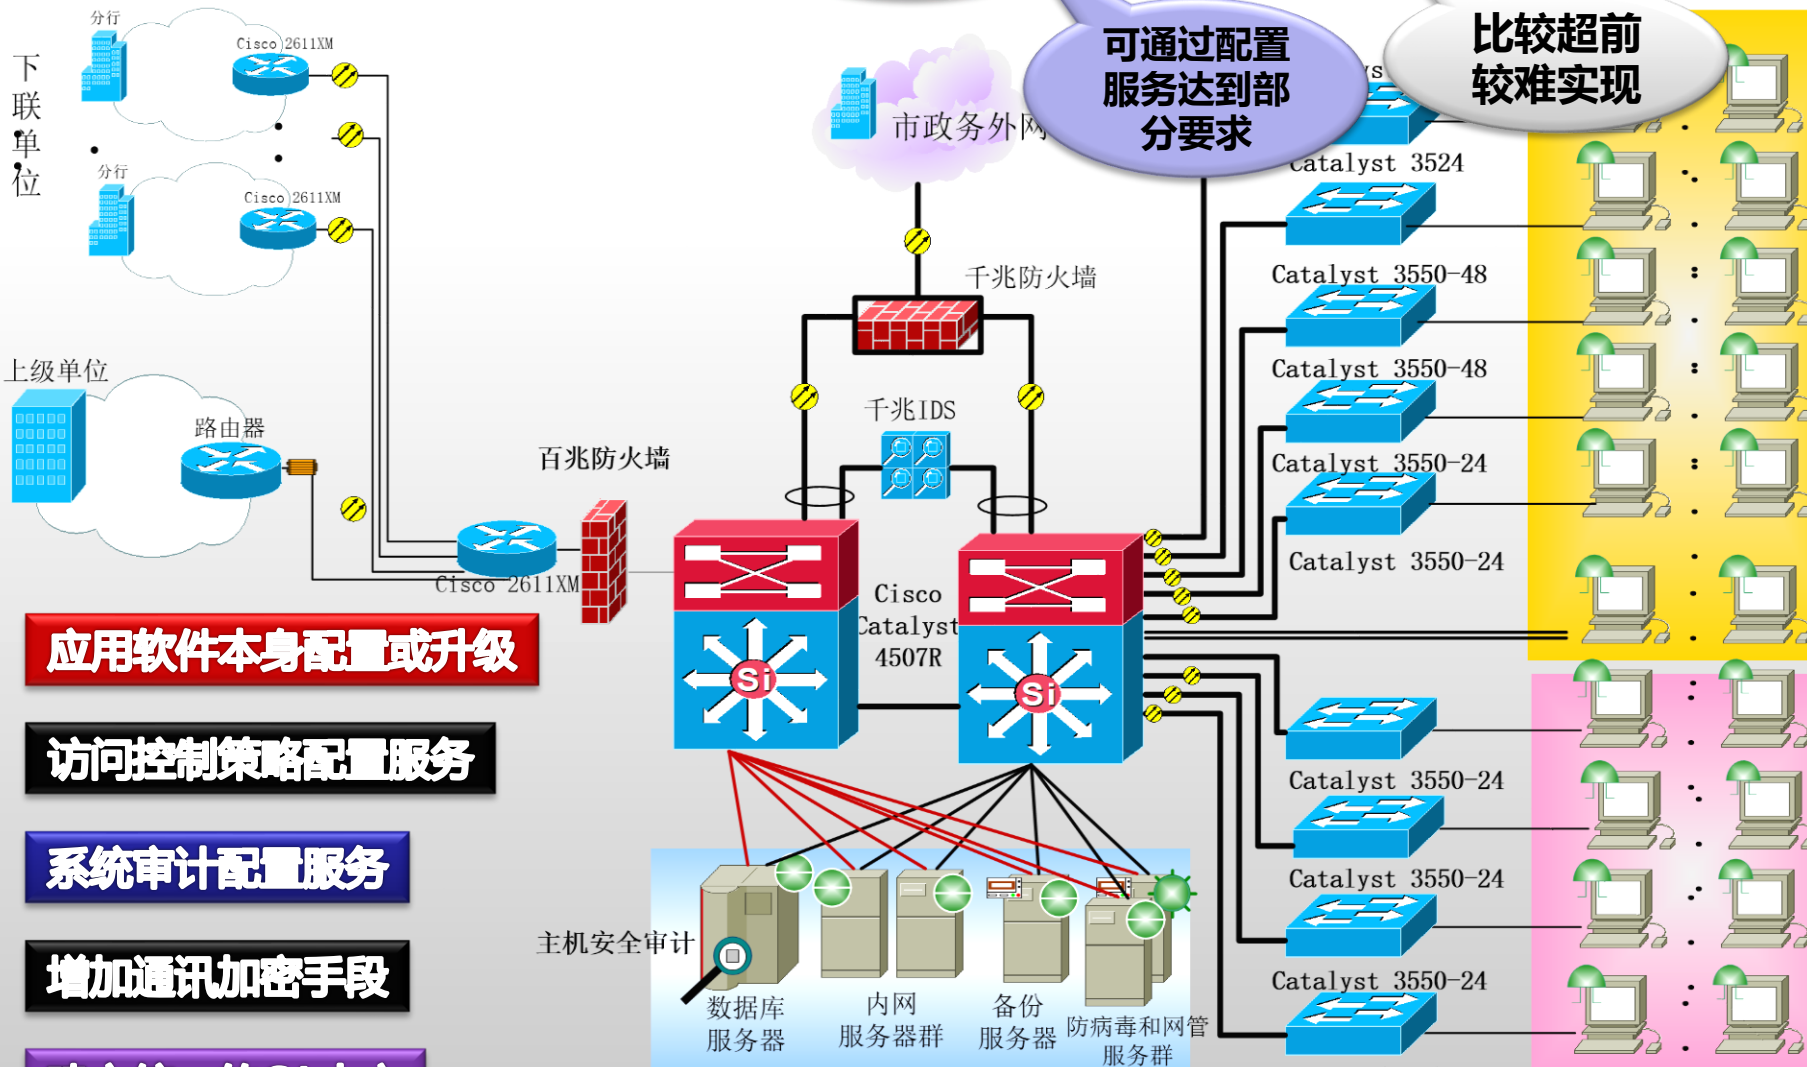 分行
Cisco 2611XM
下联单位
分行
Cisco 2611XM
上级单位
路由器
百兆防火墙
Cisco 2611XM
市政务外网
千兆防火墙
千兆IDS
Cisco
Catalyst
4507R
Si
Si
可通过配置
服务达到部
分要求
比较超前
较难实现
Catalyst 3524
Catalyst 3550-48
Catalyst 3550-48
Catalyst 3550-24
Catalyst 3550-24
Catalyst 3550-24
Catalyst 3550-24
Catalyst 3550-24
应用软件本身配置或升级
访问控制策略配置服务
系统审计配置服务
增加通讯加密手段
主机安全审计
数据库
服务器
内网
服务器群
备份
服务器
防病毒和网管
服务群